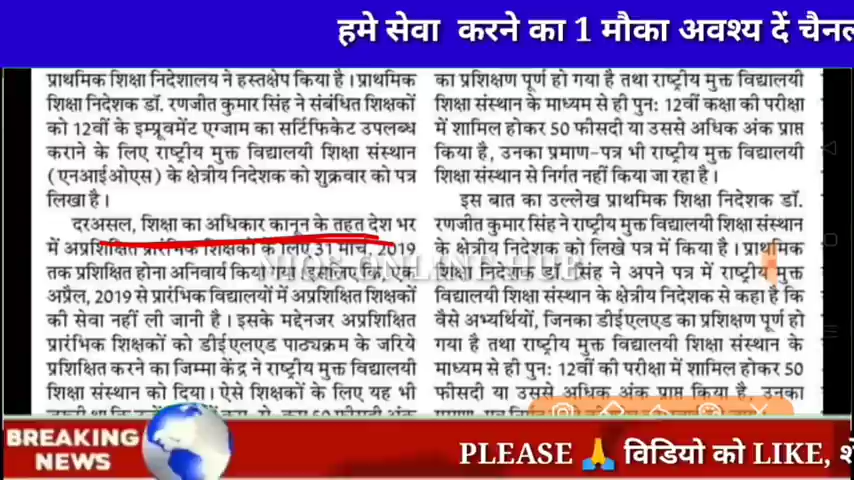 हमे सेवा करने का 1 मौका अवश्य दें चैनल
प्राथमिक शिक्षा निदेशालय ने हस्तक्षेप किया है। प्राथमिक
शिक्षा निदेशक डॉ. रणजीत कुमार सिंह ने संबंधित शिक्षकों
को 12वीं के इम्प्रूवमेंट एग्जाम का सर्टिफिकेट उपलब्ध
कराने के लिए राष्ट्रीय मुक्त विद्यालयी शिक्षा संस्थान
(एनआईओएस) के क्षेत्रीय निदेशक को शुक्रवार को पत्र
लिखा है।
दरअसल, शिक्षा का अधिकार कानून के तहत देश भर
में अप्रशिक्षित प्रारंभिक शिक्षकों के लिए 31 मार्च, 2019
तक प्रशिक्षित होना अनिवार्य किया गया। इसलिए कि, एक
अप्रैल, 2019 से प्रारंभिक विद्यालयों में अप्रशिक्षित शिक्षकों
की सेवा नहीं ली जानी है। इसके मद्देनजर अप्रशिक्षित
प्रारंभिक शिक्षकों को डीईएलएड पाठ्यक्रम के जरिये
प्रशिक्षित करने का जिम्मा केंद्र ने राष्ट्रीय मुक्त विद्यालयी
शिक्षा संस्थान को दिया। ऐसे शिक्षकों के लिए यह भी
का प्रशिक्षण पूर्ण हो गया है तथा राष्ट्रीय मुक्त विद्यालयी
शिक्षा संस्थान के माध्यम से ही पुन: 12वीं कक्षा की परीक्षा
में शामिल होकर 50 फीसदी या उससे अधिक अंक प्राप्त
किया है, उनका प्रमाण-पत्र भी राष्ट्रीय मुक्त विद्यालयी
शिक्षा संस्थान से निर्गत नहीं किया जा रहा है।
इस बात का उल्लेख प्राथमिक शिक्षा निदेशक डॉ.
रणजीत कुमार सिंह ने राष्ट्रीय मुक्त विद्यालयी शिक्षा संस्थान
के क्षेत्रीय निदेशक को लिखे पत्र में किया है। प्राथमिक
शिक्षा निदेशक डॉ. सिंह ने अपने पत्र में राष्ट्रीय मुक्त
विद्यालयी शिक्षा संस्थान के क्षेत्रीय निदेशक से कहा है कि
वैसे अभ्यर्थियों, जिनका डीईएलएड का प्रशिक्षण पूर्ण हो
गया है तथा राष्ट्रीय मुक्त विद्यालयी शिक्षा संस्थान के
माध्यम से ही पुन: 12वीं की परीक्षा में शामिल होकर 50
फीसदी या उससे अधिक अंक प्राप्त किया है, उनका
BREAKING
NEWS
PLEASE 🙏 विडियो को LIKE, शे